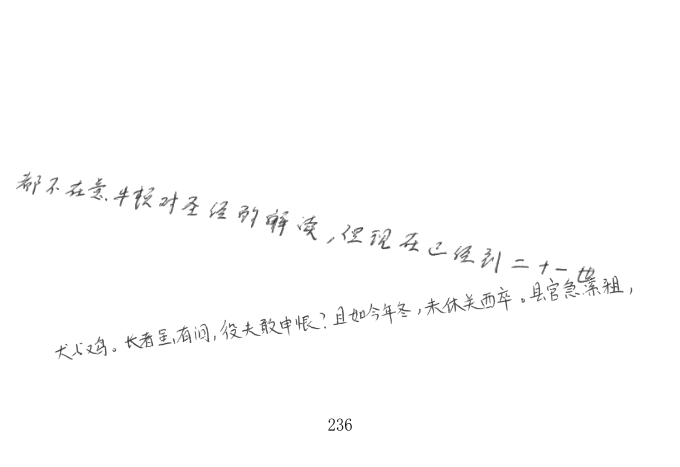 都不在意牛顿对圣经的解读,但现在已经到二十一世
犬与鸡。长者虽有问,役夫敢申恨?且如今年冬,未休关西卒。县官急索租,
236